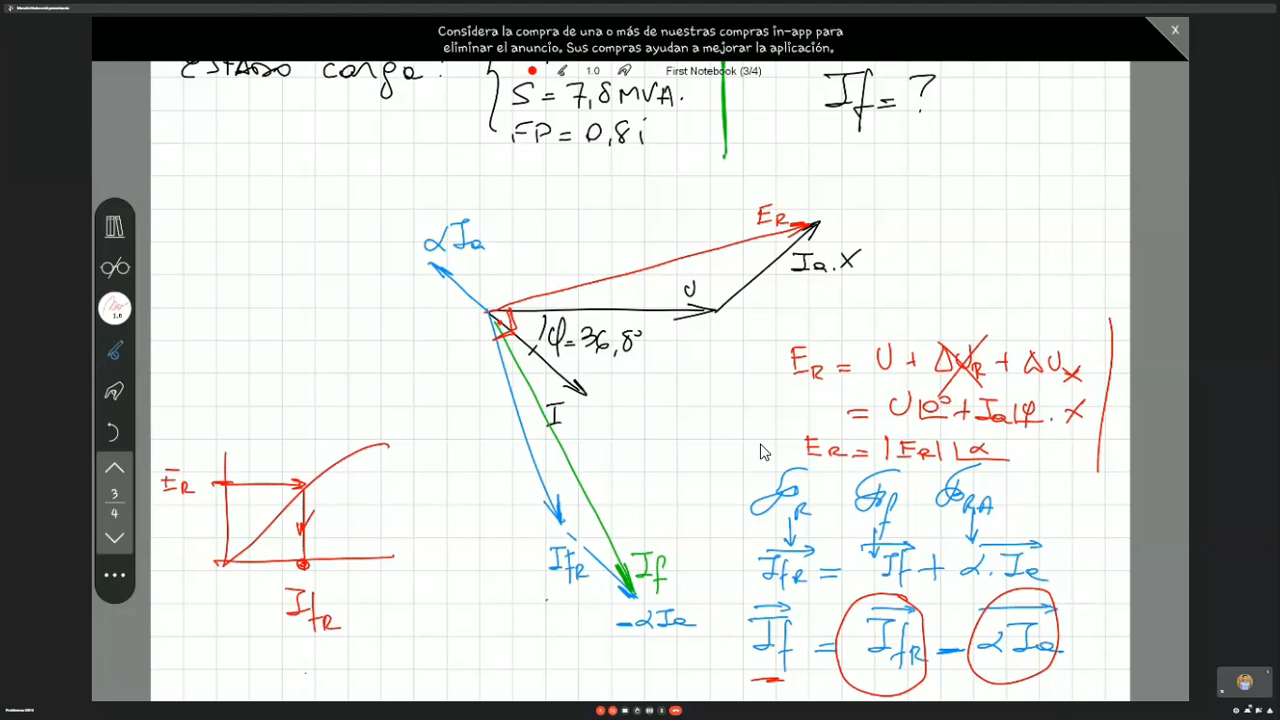 Considera la compra de una o más de nuestras compras in-app para
eliminar el anuncio. Sus compras ayudan a mejorar la aplicación.
X
1.0
First Notebook (3/4)
Estado carga:
S = 7,8 MVA.
FP = 0,8 i
If = ?
αIa
ER
Ia.X
U
φ = 36,8°
I
1.0
3
4
ER = U + ΔUR + ΔUX
= U|0° + Ia|φ . X
ER = |ER| |α
ER
IfR
IfR
If
-αIa
ΦR Φf ΦRA
IfR = If + α.Ia
If = IfR - αIa